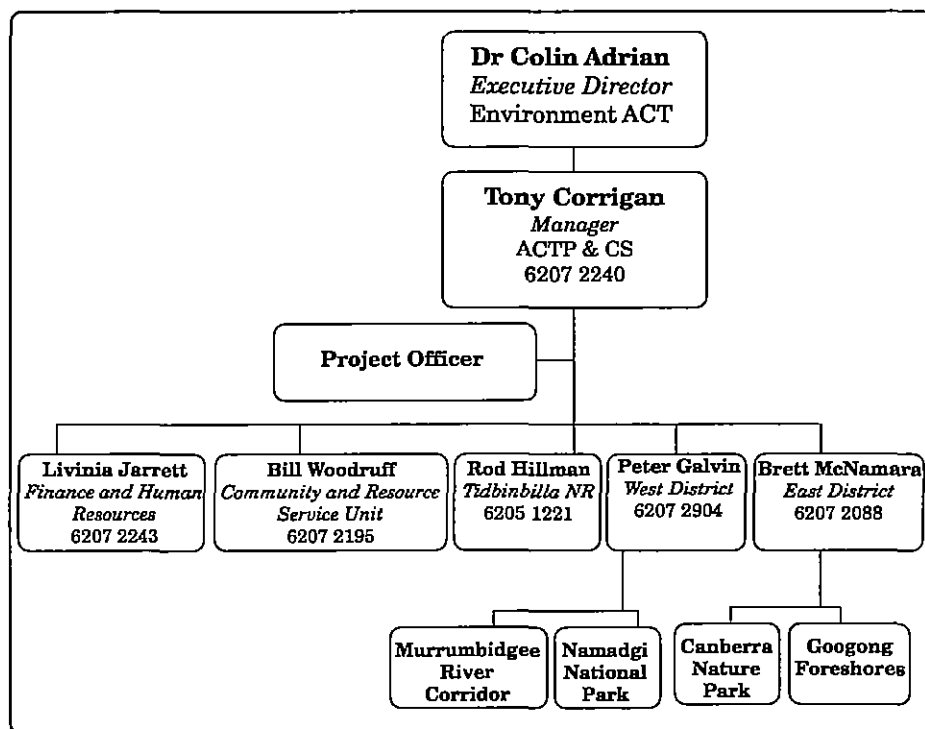 Dr Colin Adrian
Executive Director
Environment ACT
Tony Corrigan
Manager
ACTP & CS
6207 2240
Project Officer
Livinia Jarrett
Finance and Human
Resources
6207 2243
Bill Woodruff
Community and Resource
Service Unit
6207 2195
Rod Hillman
Tidbinbilla NR
6205 1221
Peter Galvin
West District
6207 2904
Brett McNamara
East District
6207 2088
Murrumbidgee
River
Corridor
Namadgi
National
Park
Canberra
Nature
Park
Googong
Foreshores